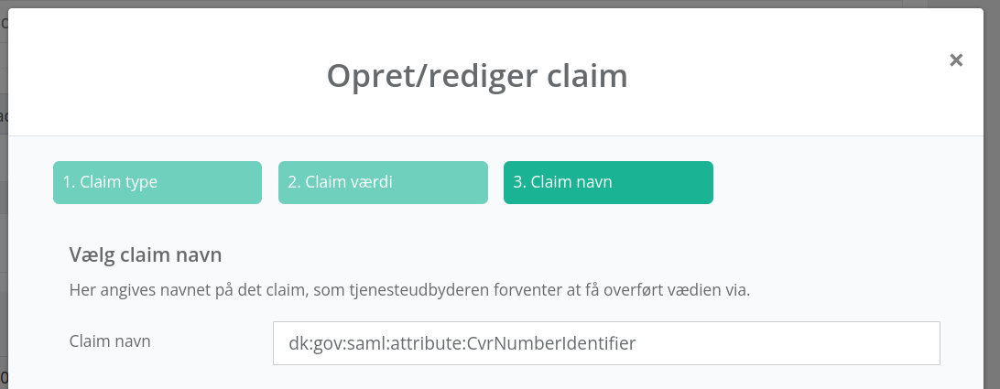 Opret/rediger claim
×
1. Claim type
2. Claim værdi
3. Claim navn
Vælg claim navn
Her angives navnet på det claim, som tjenesteudbyderen forventer at få overført vædien via.
Claim navn
dk:gov:saml:attribute:CvrNumberIdentifier